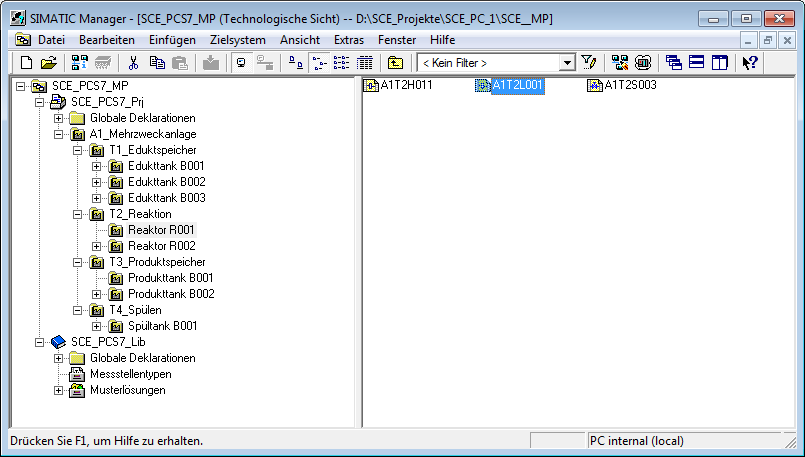 SIMATIC Manager - [SCE_PCS7_MP (Technologische Sicht) -- D:\SCE_Projekte\SCE_PC_1\SCE__MP]
Datei Bearbeiten Einfügen Zielsystem Ansicht Extras Fenster Hilfe
< Kein Filter >
SCE_PCS7_MP
SCE_PCS7_Prj
Globale Deklarationen
A1_Mehrzweckanlage
T1_Eduktspeicher
Edukttank B001
Edukttank B002
Edukttank B003
T2_Reaktion
Reaktor R001
Reaktor R002
T3_Produktspeicher
Produkttank B001
Produkttank B002
T4_Spülen
Spültank B001
SCE_PCS7_Lib
Globale Deklarationen
Messstellentypen
Musterlösungen
A1T2H011 A1T2L001 A1T2S003
Drücken Sie F1, um Hilfe zu erhalten. PC internal (local)